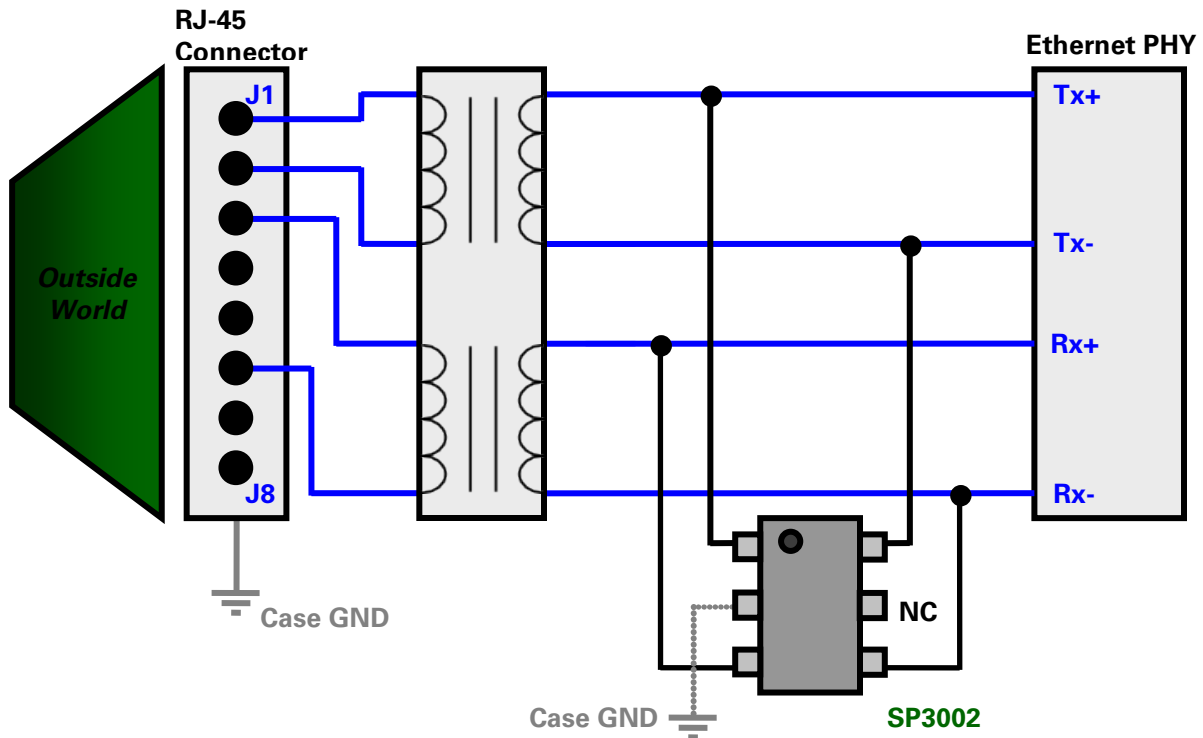 RJ-45
Connector
Ethernet PHY
J1
Tx+
Tx-
Outside
World
Rx+
J8
Rx-
Case GND
NC
Case GND
SP3002